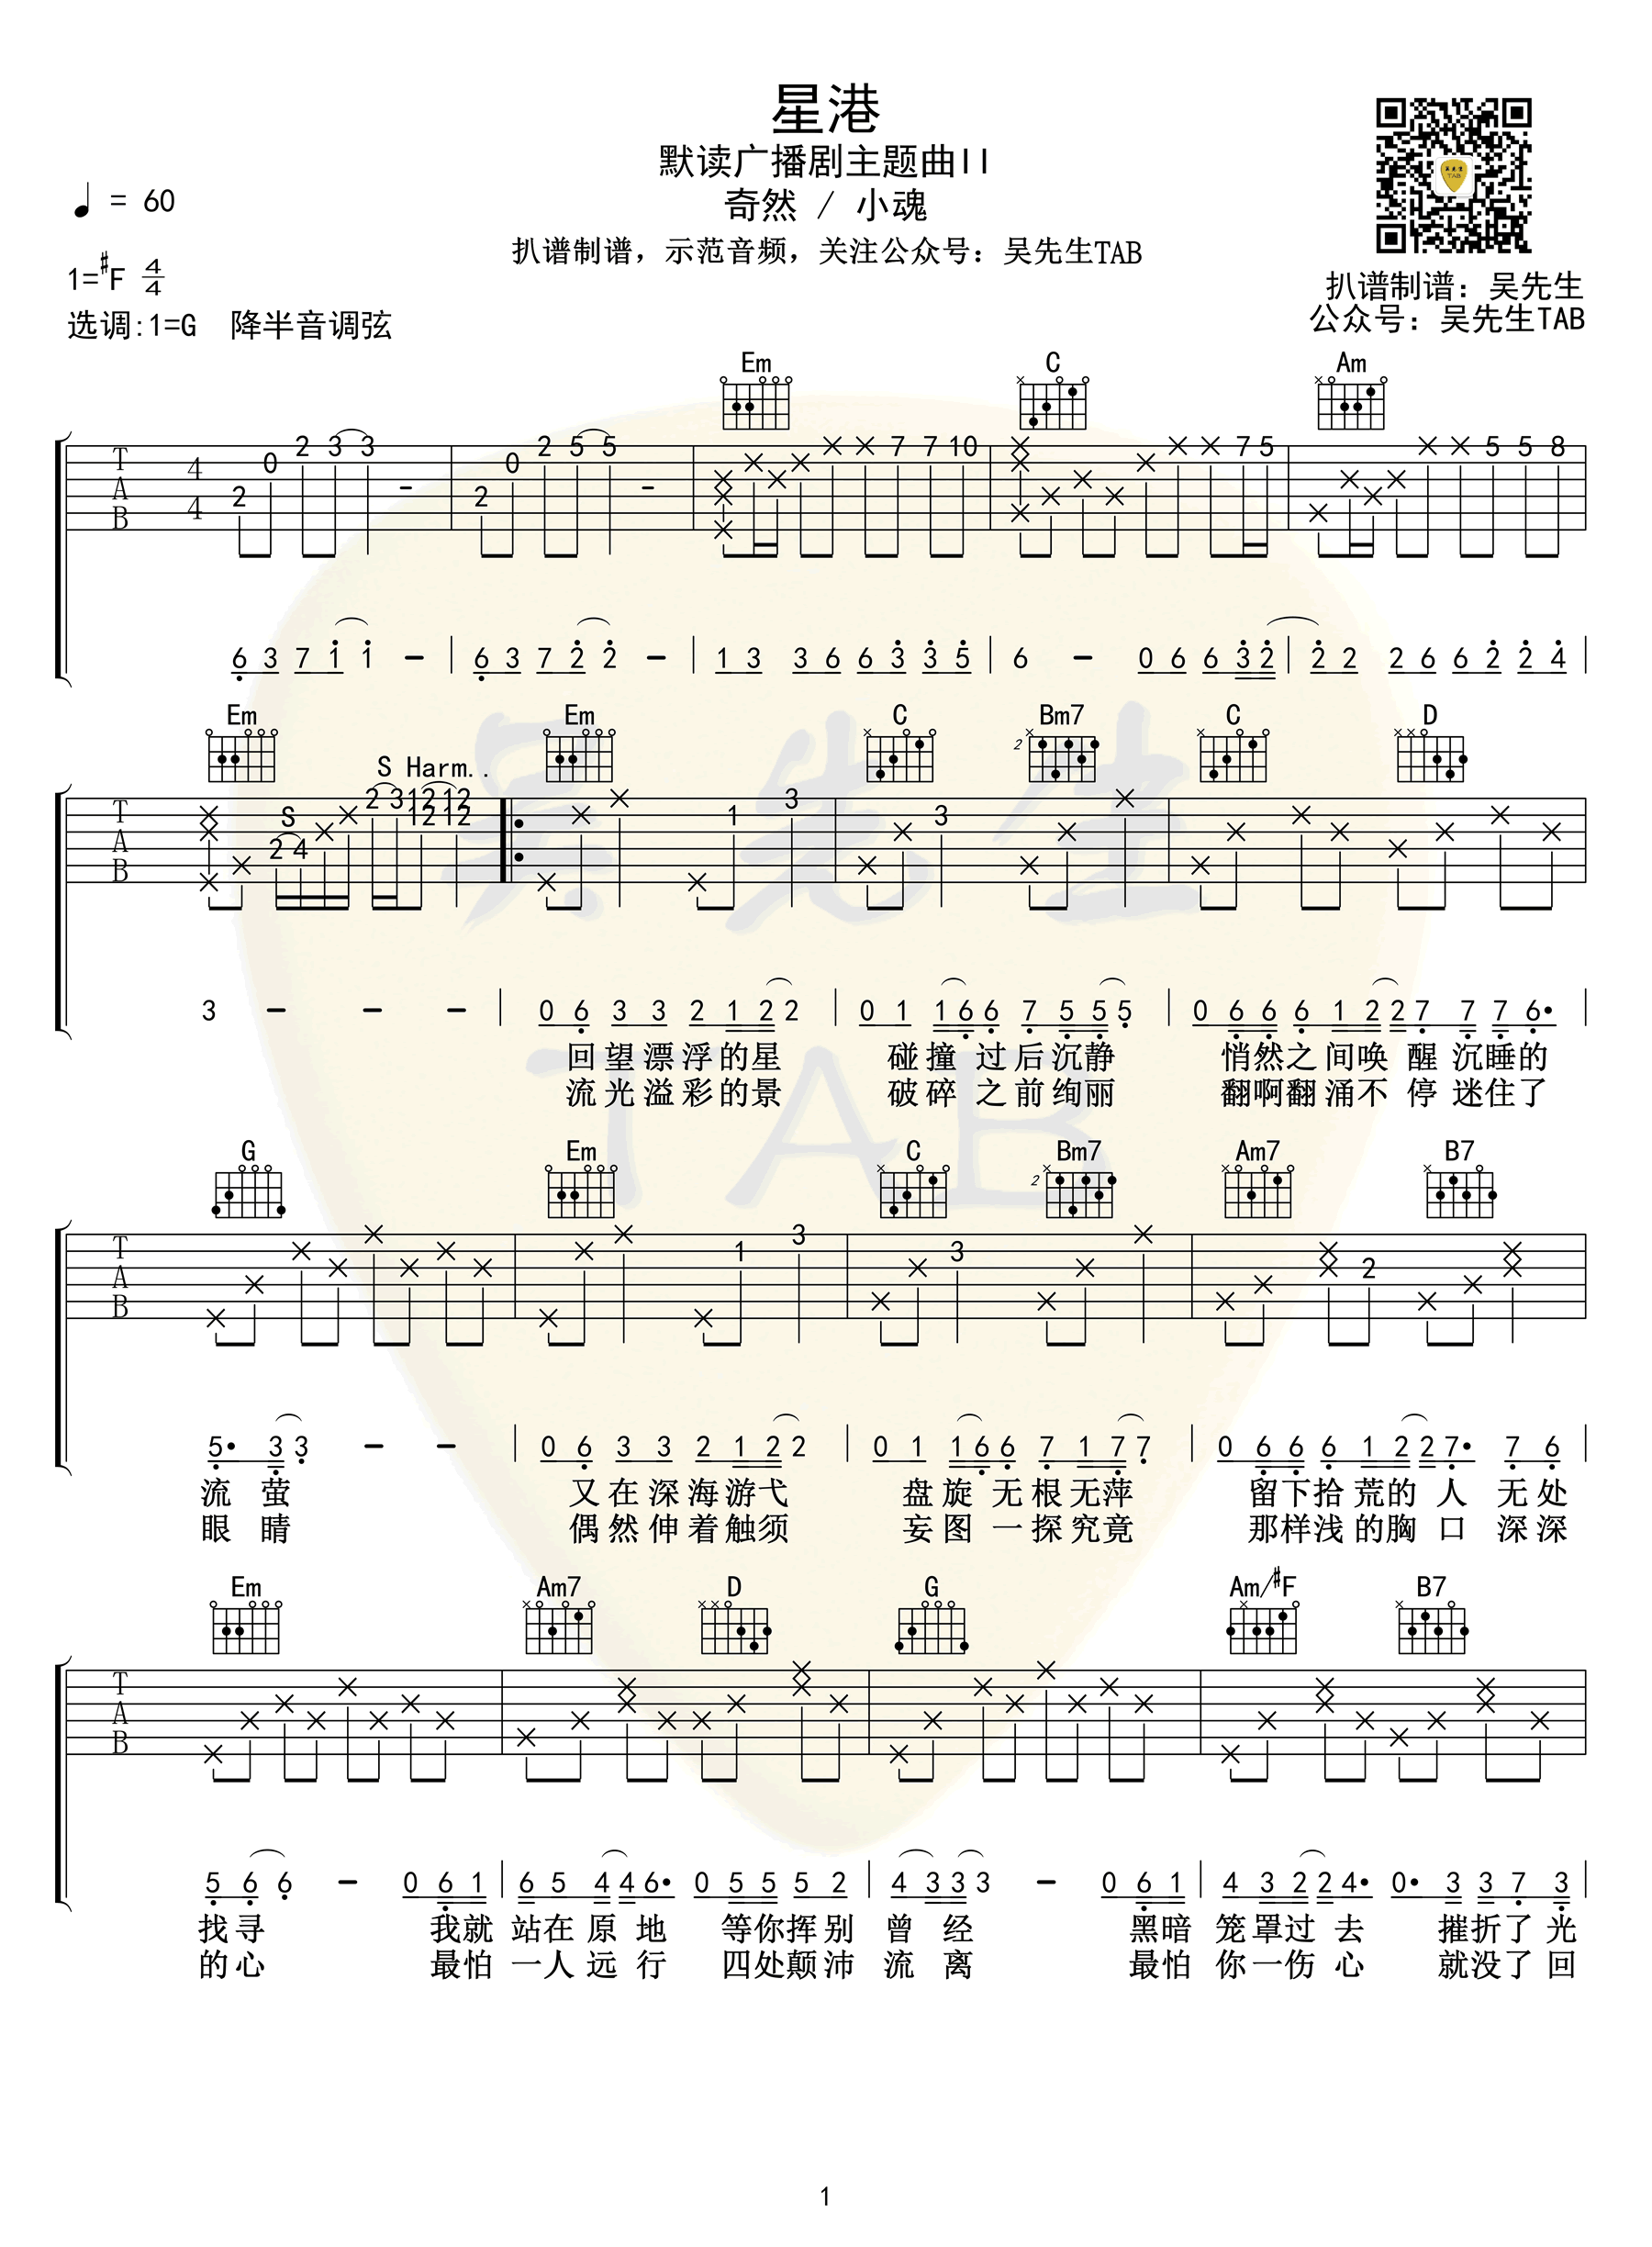 星港
默读广播剧主题曲II
奇然 / 小魂
扒谱制谱，示范音频，关注公众号：吴先生TAB
♩ = 60
1=#F 4/4
选调:1=G 降半音调弦
扒谱制谱：吴先生
公众号：吴先生TAB
Em C Am
T A B 4 4 2 0 2 3 3 - 2 0 2 5 5 - 7 7 10 7 5 5 5 8
6 3 7 1 1 - 6 3 7 2 2 - 1 3 3 6 6 3 3 5 6 - 0 6 6 3 2 2 2 2 6 6 2 2 4
Em Em C Bm7 C D
S S Harm..
T A B 2 4 2 3 12 12 12 12 1 3 3
3 - - - 0 6 3 3 2 1 2 2 0 1 1 6 6 7 5 5 5 0 6 6 6 1 2 2 7 7 7 6·
回望漂浮的星 碰撞过后沉静 悄然之间唤醒沉睡的
流光溢彩的景 破碎之前绚丽 翻啊翻涌不停迷住了
G Em C Bm7 Am7 B7
T A B 1 3 3 2
5· 3 3 - - 0 6 3 3 2 1 2 2 0 1 1 6 6 7 1 7 7 0 6 6 6 1 2 2 7· 7 6
流萤 又在深海游弋 盘旋无根无萍 留下拾荒的人无处
眼睛 偶然伸着触须 妄图一探究竟 那样浅的胸口深深
Em Am7 D G Am/#F B7
T A B
5 6 6 - 0 6 1 6 5 4 4 6· 0 5 5 5 2 4 3 3 3 - 0 6 1 4 3 2 2 4· 0· 3 3 7 3
找寻 我就站在原地 等你挥别曾经 黑暗笼罩过去 摧折了光
的心 最怕一人远行 四处颠沛流离 最怕你一伤心 就没了回
吴先生
TAB
1